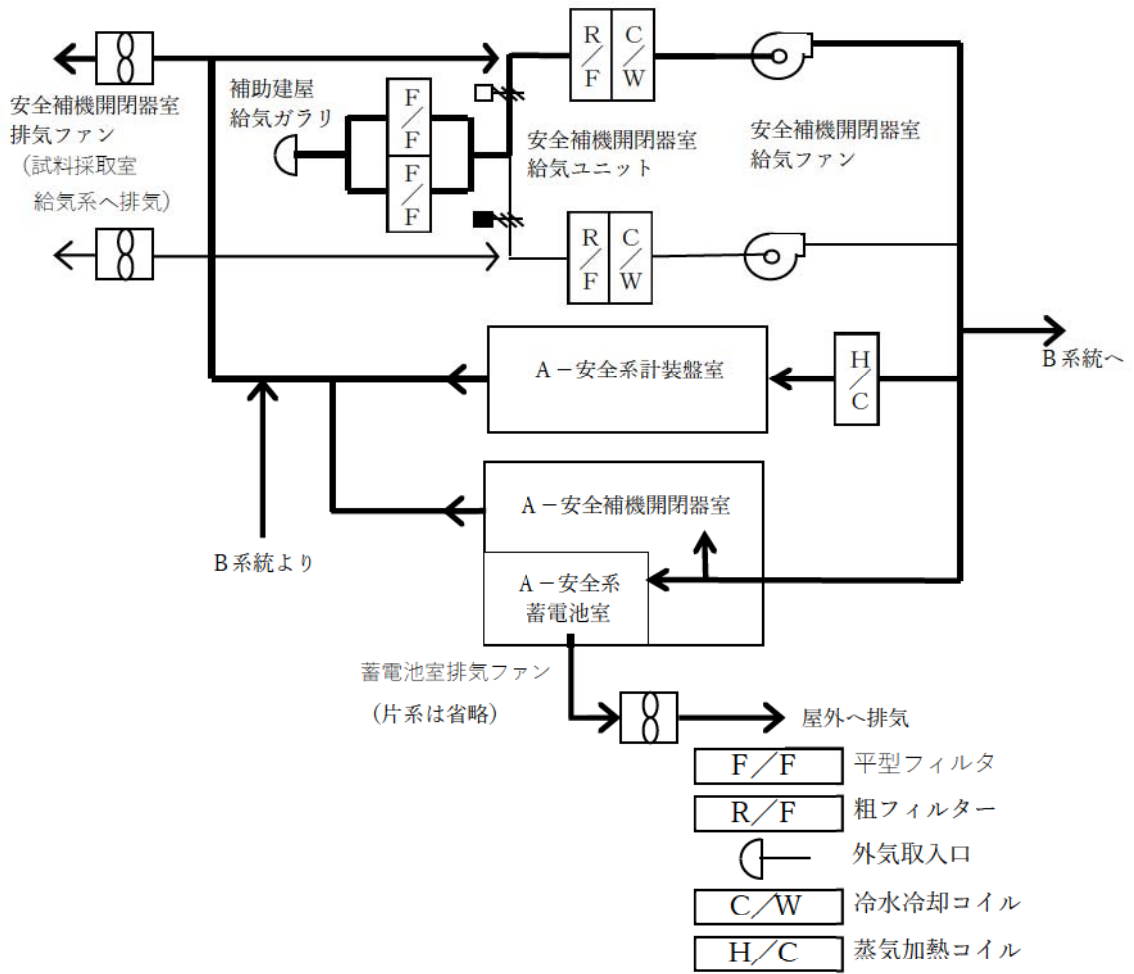 R/F
C/W
安全補機開閉器室
排気ファン
(試料採取室
給気系へ排気)
補助建屋
給気ガラリ
F/F
F/F
安全補機開閉器室
給気ユニット
安全補機開閉器室
給気ファン
R/F
C/W
B系統へ
A－安全系計装盤室
H/C
A－安全補機開閉器室
B系統より
A－安全系
蓄電池室
蓄電池室排気ファン
(片系は省略)
屋外へ排気
F／F 平型フィルタ
R／F 粗フィルター
外気取入口
C／W 冷水冷却コイル
H／C 蒸気加熱コイル